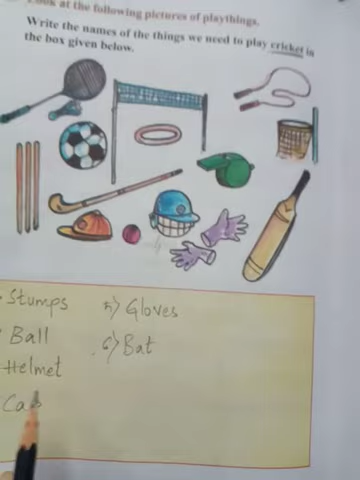 Look at the following pictures of playthings.
Write the names of the things we need to play cricket in
the box given below.
Stumps
Ball
Helmet
Cap
5) Gloves
6) Bat